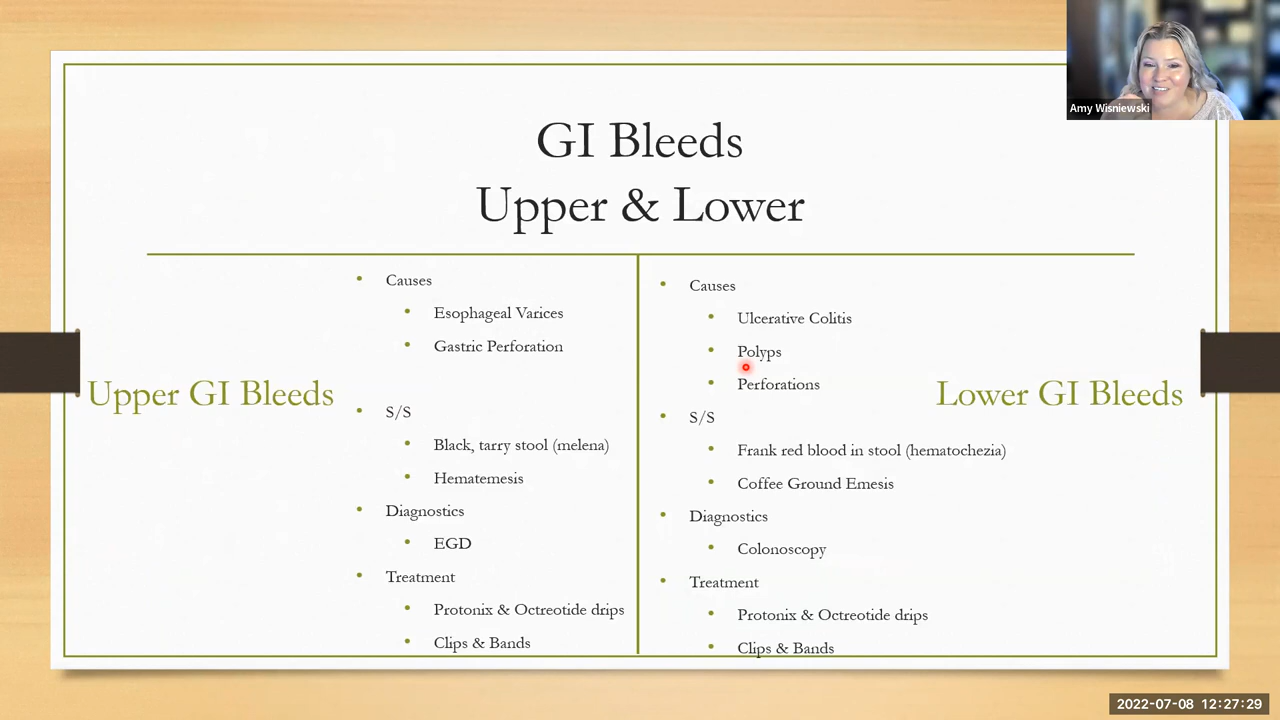 Amy Wisniewski
GI Bleeds
Upper & Lower
Upper GI Bleeds
• Causes
• Esophageal Varices
• Gastric Perforation
• S/S
• Black, tarry stool (melena)
• Hematemesis
• Diagnostics
• EGD
• Treatment
• Protonix & Octreotide drips
• Clips & Bands
Lower GI Bleeds
• Causes
• Ulcerative Colitis
• Polyps
• Perforations
• S/S
• Frank red blood in stool (hematochezia)
• Coffee Ground Emesis
• Diagnostics
• Colonoscopy
• Treatment
• Protonix & Octreotide drips
• Clips & Bands
2022-07-08 12:27:29